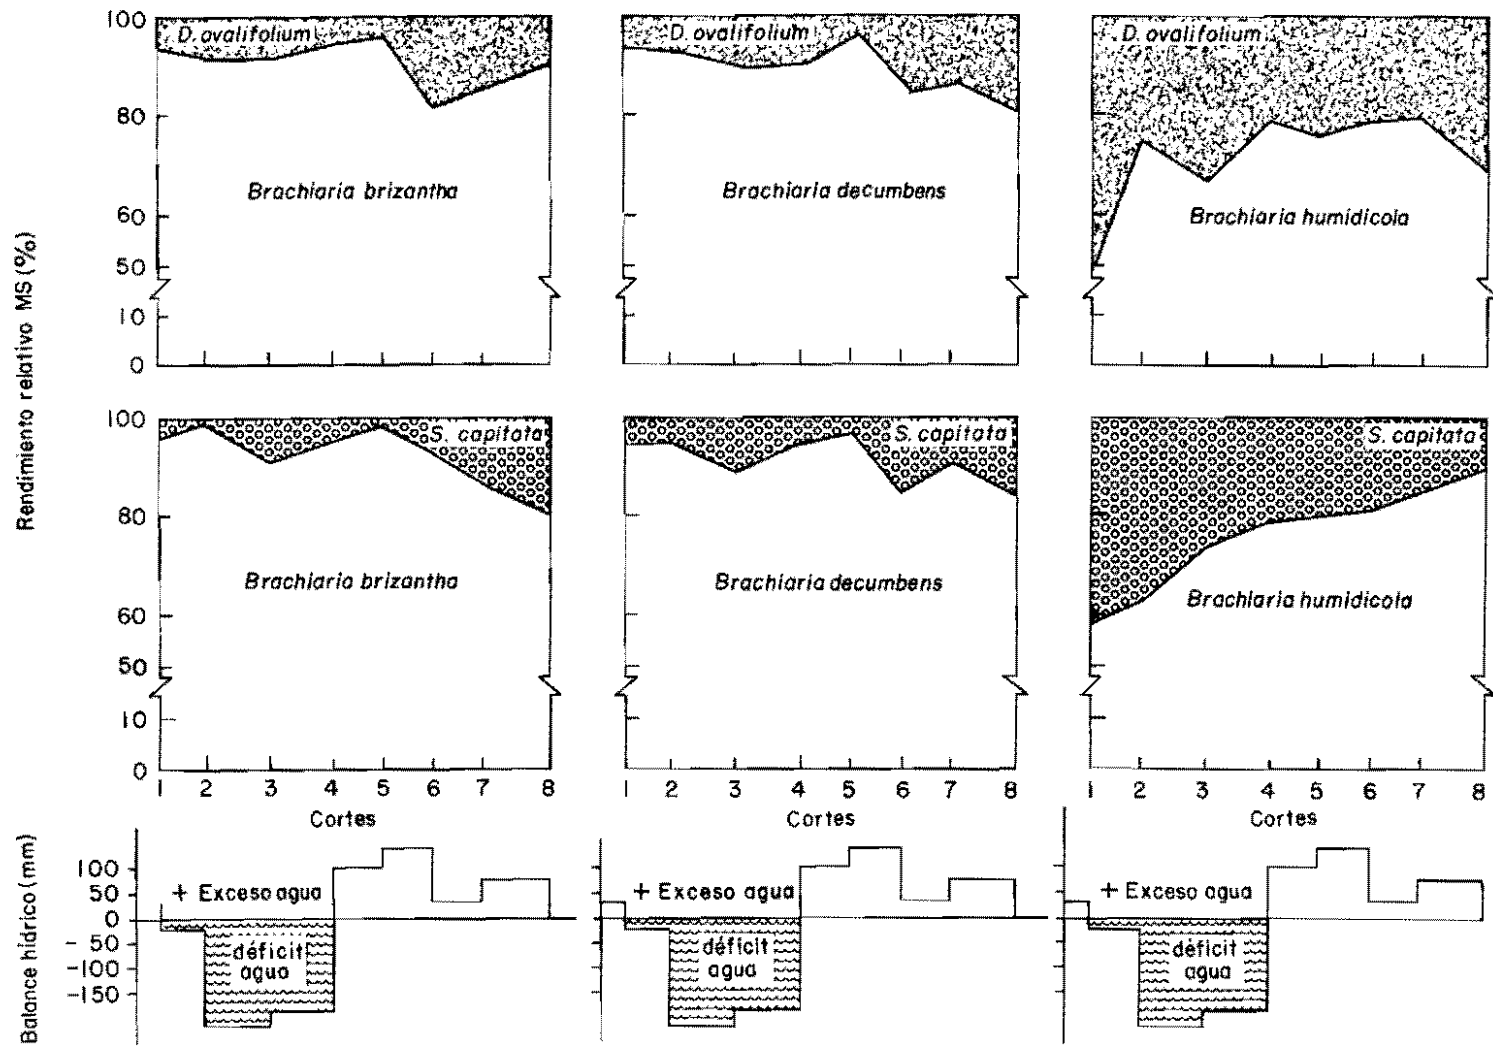 Rendimiento relativo MS (%)
100
80
60
50
10
0
D. ovalifolium
Brachiaria brizantha
D. ovalifolium
Brachiaria decumbens
D. ovalifolium
Brachiaria humidicola
100
80
60
50
10
0
S. capitata
Brachiaria brizantha
S. capitata
Brachiaria decumbens
S. capitata
Brachiaria humidicola
1 2 3 4 5 6 7 8
Cortes
1 2 3 4 5 6 7 8
Cortes
1 2 3 4 5 6 7 8
Cortes
Balance hídrico (mm)
100
50
0
- 50
-100
-150
+ Exceso agua
déficit
agua
+ Exceso agua
déficit
agua
+ Exceso agua
déficit
agua